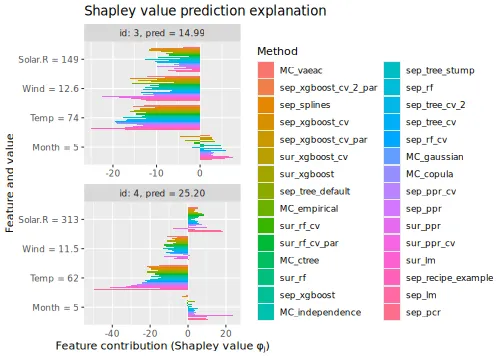 Shapley value prediction explanation
id: 3, pred = 14.99
Solar.R = 149
Wind = 12.6
Temp = 74
Month = 5
-20 -10 0
id: 4, pred = 25.20
Solar.R = 313
Wind = 11.5
Temp = 62
Month = 5
-40 -20 0 20
Feature contribution (Shapley value φⱼ)
Feature and value
Method
MC_vaeac
sep_xgboost_cv_2_par
sep_splines
sep_xgboost_cv
sep_xgboost_cv_par
sur_xgboost_cv
sur_xgboost
sep_tree_default
MC_empirical
sur_rf_cv
sur_rf_cv_par
MC_ctree
sur_rf
sep_xgboost
MC_independence
sep_tree_stump
sep_rf
sep_tree_cv_2
sep_tree_cv
sep_rf_cv
MC_gaussian
MC_copula
sep_ppr_cv
sep_ppr
sur_ppr
sur_ppr_cv
sur_lm
sep_recipe_example
sep_lm
sep_pcr